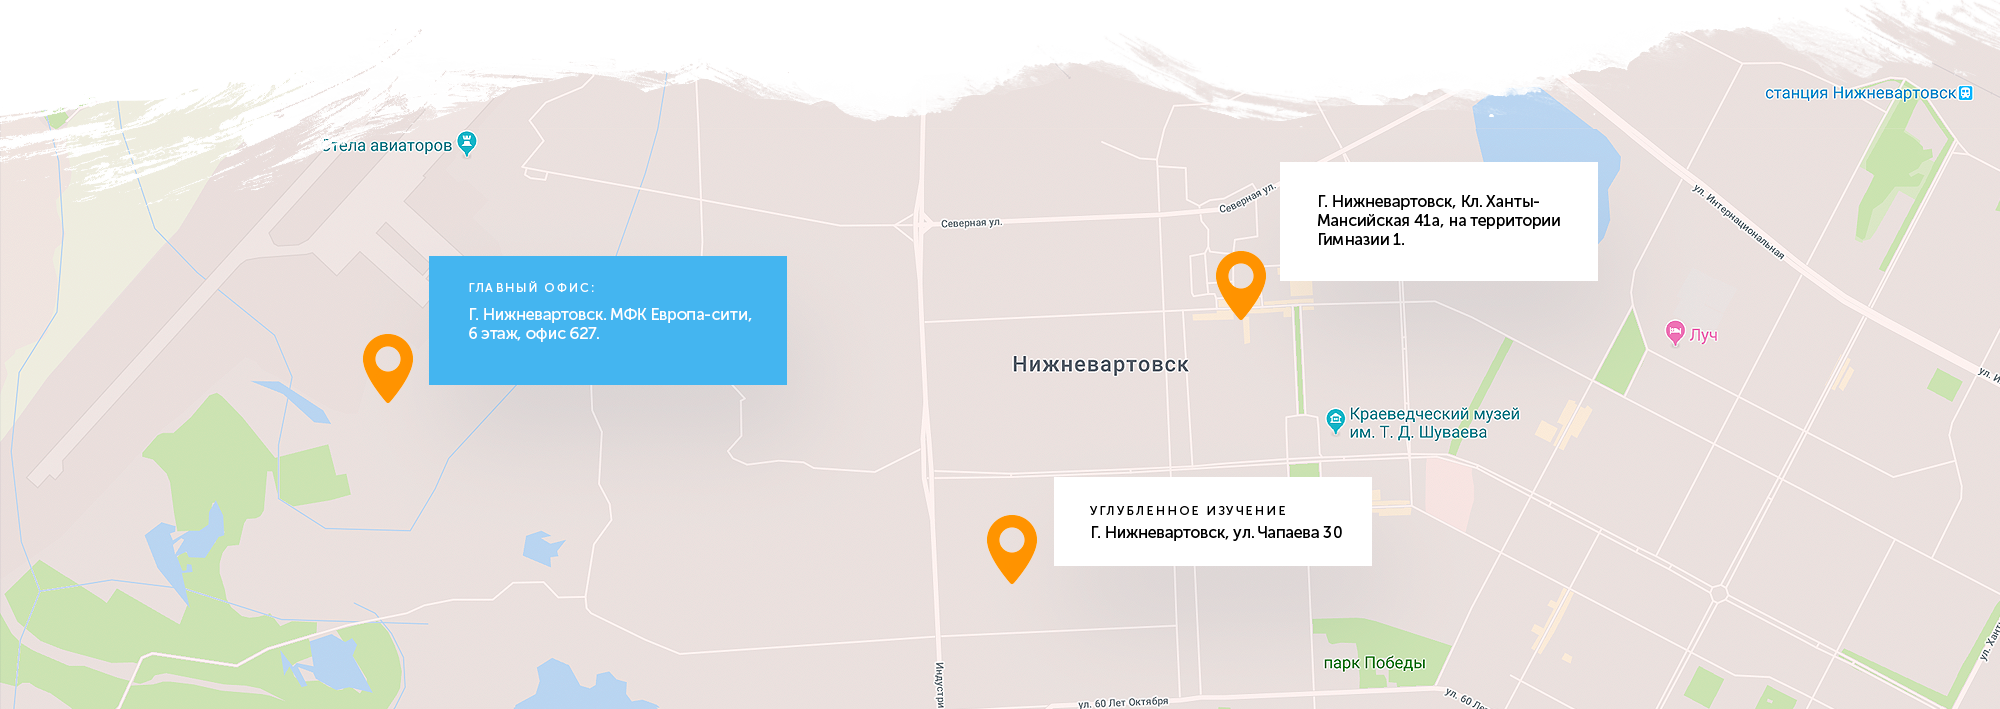 станция Нижневартовск
Стела авиаторов
ул. Интернациональная
Северная ул.
Северная ул.
Г. Нижневартовск, Кл. Ханты-
Мансийская 41а, на территории
Гимназии 1.
ГЛАВНЫЙ ОФИС:
Г. Нижневартовск. МФК Европа-сити,
6 этаж, офис 627.
Луч
Нижневартовск
ул. И
Краеведческий музей
им. Т. Д. Шуваева
УГЛУБЛЕННОЕ ИЗУЧЕНИЕ
Г. Нижневартовск, ул. Чапаева 30
парк Победы
ул. Ханты
Индустри
ул. 60 Лет Октября
ул. 60 Ле